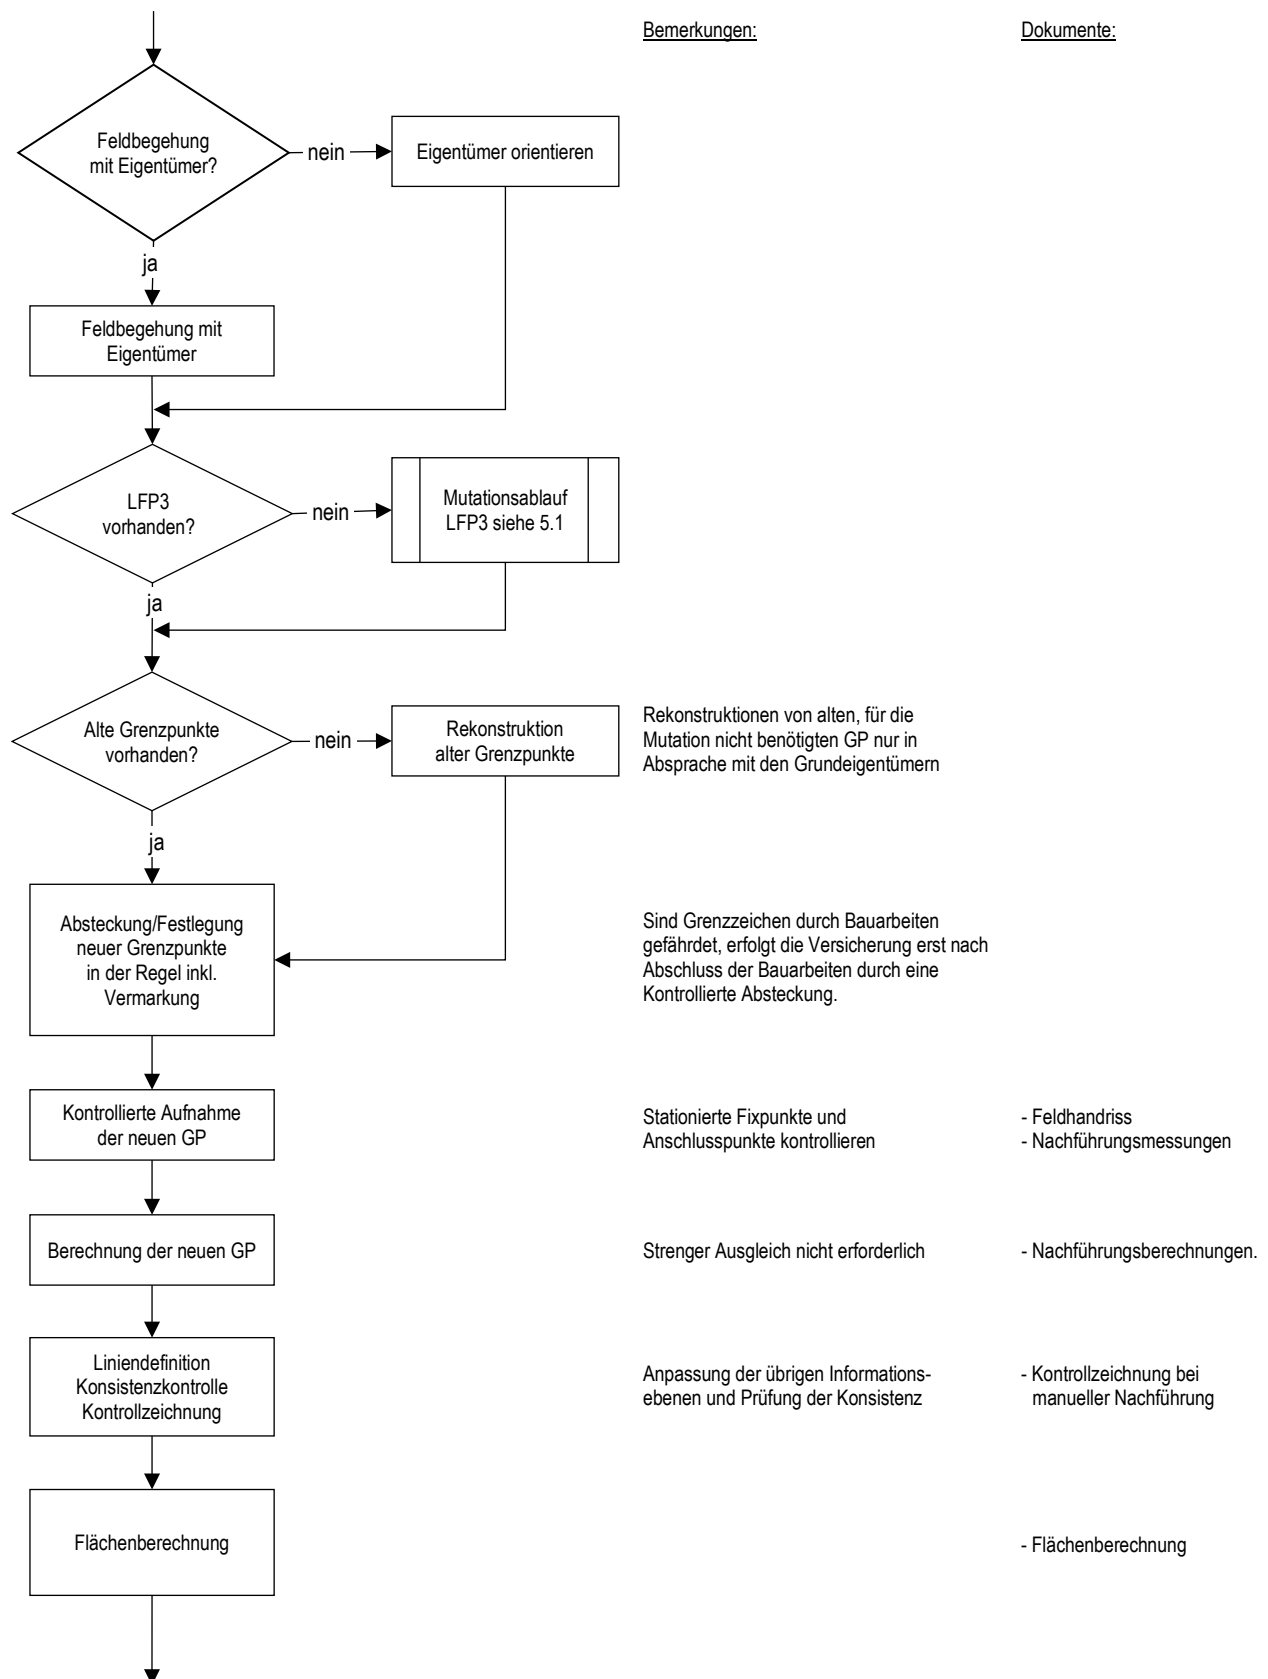 Bemerkungen:
Dokumente:
Feldbegehung
mit Eigentümer?
nein
Eigentümer orientieren
ja
Feldbegehung mit
Eigentümer
LFP3
vorhanden?
nein
Mutationsablauf
LFP3 siehe 5.1
ja
Alte Grenzpunkte
vorhanden?
nein
Rekonstruktion
alter Grenzpunkte
Rekonstruktionen von alten, für die
Mutation nicht benötigten GP nur in
Absprache mit den Grundeigentümern
ja
Absteckung/Festlegung
neuer Grenzpunkte
in der Regel inkl.
Vermarkung
Sind Grenzzeichen durch Bauarbeiten
gefährdet, erfolgt die Versicherung erst nach
Abschluss der Bauarbeiten durch eine
Kontrollierte Absteckung.
Kontrollierte Aufnahme
der neuen GP
Stationierte Fixpunkte und
Anschlusspunkte kontrollieren
- Feldhandriss
- Nachführungsmessungen
Berechnung der neuen GP
Strenger Ausgleich nicht erforderlich
- Nachführungsberechnungen.
Liniendefinition
Konsistenzkontrolle
Kontrollzeichnung
Anpassung der übrigen Informations-
ebenen und Prüfung der Konsistenz
- Kontrollzeichnung bei
manueller Nachführung
Flächenberechnung
- Flächenberechnung